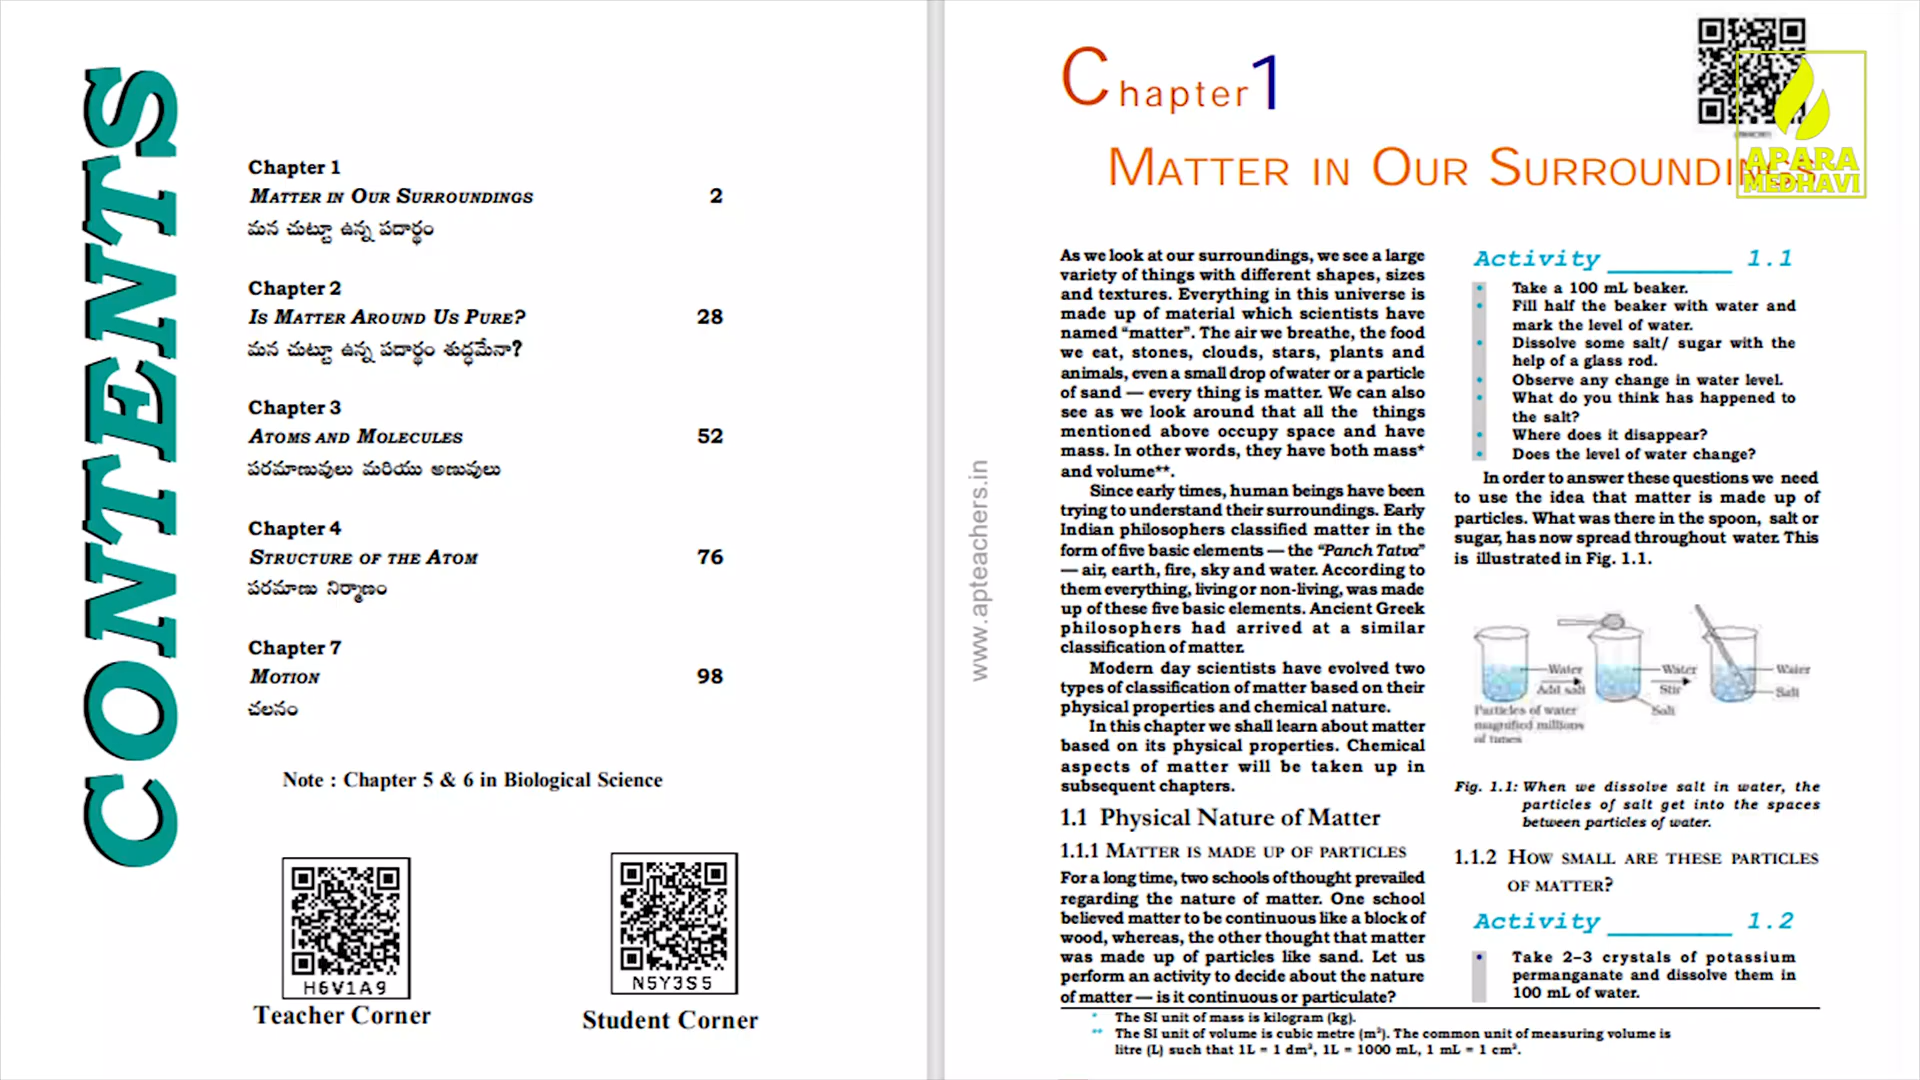 CONTENTS
Chapter 1
MATTER IN OUR SURROUNDINGS 2
మన చుట్టూ ఉన్న పదార్థం
Chapter 2
IS MATTER AROUND US PURE? 28
మన చుట్టూ ఉన్న పదార్థం శుద్ధమేనా?
Chapter 3
ATOMS AND MOLECULES 52
పరమాణువులు మరియు అణువులు
Chapter 4
STRUCTURE OF THE ATOM 76
పరమాణు నిర్మాణం
Chapter 7
MOTION 98
చలనం
Note : Chapter 5 & 6 in Biological Science
H6V1A9
Teacher Corner
N5Y3S5
Student Corner
www.apteachers.in
Chapter 1
MATTER IN OUR SURROUNDINGS
APARA
MEDHAVI
As we look at our surroundings, we see a large
variety of things with different shapes, sizes
and textures. Everything in this universe is
made up of material which scientists have
named “matter”. The air we breathe, the food
we eat, stones, clouds, stars, plants and
animals, even a small drop of water or a particle
of sand — every thing is matter. We can also
see as we look around that all the things
mentioned above occupy space and have
mass. In other words, they have both mass*
and volume**.
Since early times, human beings have been
trying to understand their surroundings. Early
Indian philosophers classified matter in the
form of five basic elements — the “Panch Tatva”
— air, earth, fire, sky and water. According to
them everything, living or non-living, was made
up of these five basic elements. Ancient Greek
philosophers had arrived at a similar
classification of matter.
Modern day scientists have evolved two
types of classification of matter based on their
physical properties and chemical nature.
In this chapter we shall learn about matter
based on its physical properties. Chemical
aspects of matter will be taken up in
subsequent chapters.
1.1 Physical Nature of Matter
1.1.1 MATTER IS MADE UP OF PARTICLES
For a long time, two schools of thought prevailed
regarding the nature of matter. One school
believed matter to be continuous like a block of
wood, whereas, the other thought that matter
was made up of particles like sand. Let us
perform an activity to decide about the nature
of matter — is it continuous or particulate?
Activity ________ 1.1
• Take a 100 mL beaker.
• Fill half the beaker with water and
mark the level of water.
• Dissolve some salt/ sugar with the
help of a glass rod.
• Observe any change in water level.
• What do you think has happened to
the salt?
• Where does it disappear?
• Does the level of water change?
In order to answer these questions we need
to use the idea that matter is made up of
particles. What was there in the spoon, salt or
sugar, has now spread throughout water. This
is illustrated in Fig. 1.1.
Water
Add salt
Water
Stir
Salt
Water
Salt
Particles of water
magnified millions
of times
Fig. 1.1: When we dissolve salt in water, the
particles of salt get into the spaces
between particles of water.
1.1.2 HOW SMALL ARE THESE PARTICLES
OF MATTER?
Activity ________ 1.2
• Take 2–3 crystals of potassium
permanganate and dissolve them in
100 mL of water.
* The SI unit of mass is kilogram (kg).
** The SI unit of volume is cubic metre (m³). The common unit of measuring volume is
litre (L) such that 1L = 1 dm³, 1L = 1000 mL, 1 mL = 1 cm³.